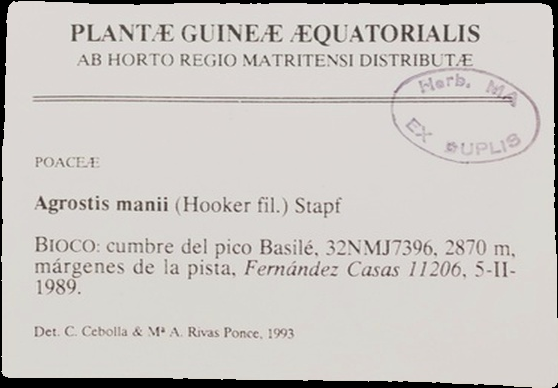 PLANTÆ GUINEÆ ÆQUATORIALIS
AB HORTO REGIO MATRITENSI DISTRIBUTÆ
Herb. MA
EX DUPLIS
POACEÆ
Agrostis manii (Hooker fil.) Stapf
BIOCO: cumbre del pico Basilé, 32NMJ7396, 2870 m,
márgenes de la pista, Fernández Casas 11206, 5-II-
1989.
Det. C. Cebolla & Mª A. Rivas Ponce, 1993